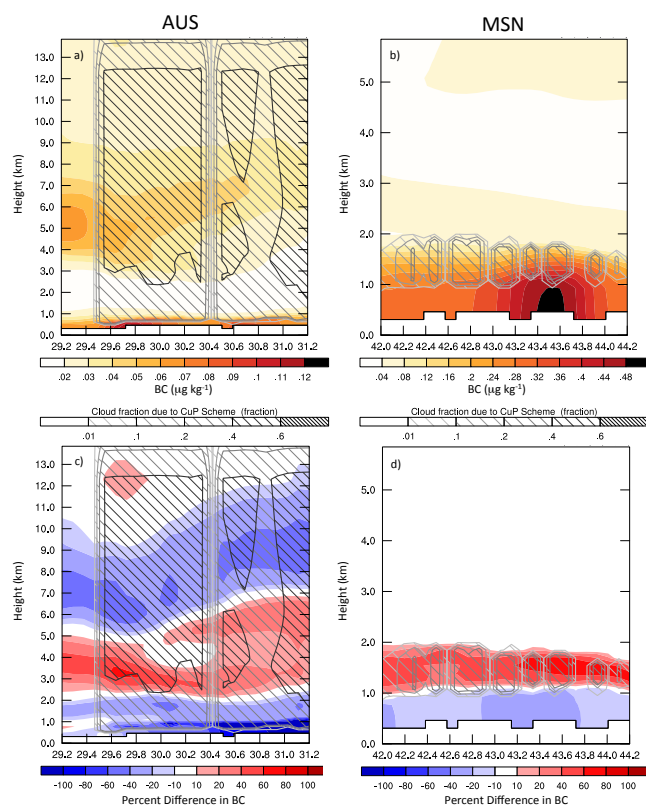 AUS
MSN
a)
13.0
12.0
11.0
10.0
9.0
8.0
7.0
6.0
5.0
4.0
3.0
2.0
1.0
0.0
Height (km)
29.2 29.4 29.6 29.8 30.0 30.2 30.4 30.6 30.8 31.0 31.2
.02 .03 .04 .05 .06 .07 .08 .09 .1 .11 .12
BC (μg kg-1)
b)
5.0
4.0
3.0
2.0
1.0
0.0
Height (km)
42.0 42.2 42.4 42.6 42.8 43.0 43.2 43.4 43.6 43.8 44.0 44.2
.04 .08 .12 .16 .2 .24 .28 .32 .36 .4 .44 .48
BC (μg kg-1)
Cloud fraction due to CuP Scheme (fraction)
.01 .1 .2 .4 .6
Cloud fraction due to CuP Scheme (fraction)
.01 .1 .2 .4 .6
c)
13.0
12.0
11.0
10.0
9.0
8.0
7.0
6.0
5.0
4.0
3.0
2.0
1.0
0.0
Height (km)
29.2 29.4 29.6 29.8 30.0 30.2 30.4 30.6 30.8 31.0 31.2
-100 -80 -60 -40 -20 -10 10 20 40 60 80 100
Percent Difference in BC
d)
5.0
4.0
3.0
2.0
1.0
0.0
Height (km)
42.0 42.2 42.4 42.6 42.8 43.0 43.2 43.4 43.6 43.8 44.0 44.2
-100 -80 -60 -40 -20 -10 10 20 40 60 80 100
Percent Difference in BC